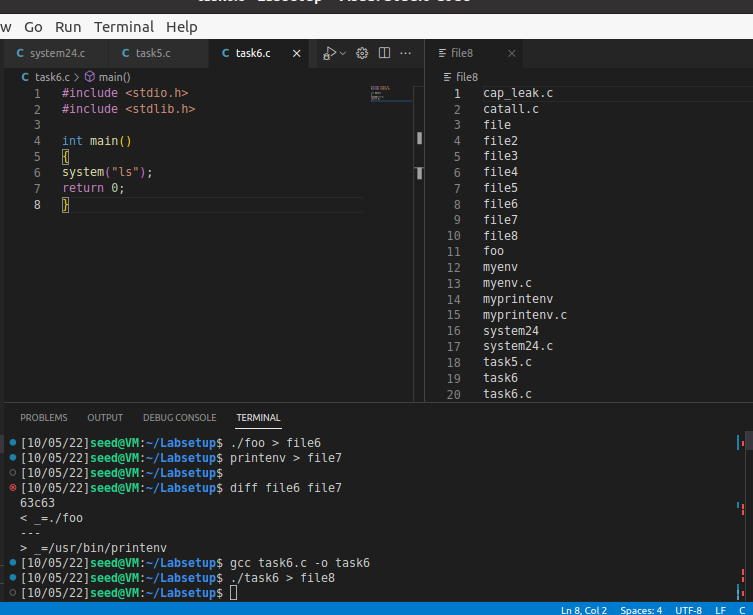 w Go Run Terminal Help
C system24.c C task5.c C task6.c × ···
file8 ×
C task6.c > main()
1 #include <stdio.h>
2 #include <stdlib.h>
3
4 int main()
5 {
6 system("ls");
7 return 0;
8 }
file8
1 cap_leak.c
2 catall.c
3 file
4 file2
5 file3
6 file4
7 file5
8 file6
9 file7
10 file8
11 foo
12 myenv
13 myenv.c
14 myprintenv
15 myprintenv.c
16 system24
17 system24.c
18 task5.c
19 task6
20 task6.c
PROBLEMS OUTPUT DEBUG CONSOLE TERMINAL
[10/05/22]seed@VM:~/Labsetup$ ./foo > file6
[10/05/22]seed@VM:~/Labsetup$ printenv > file7
[10/05/22]seed@VM:~/Labsetup$
[10/05/22]seed@VM:~/Labsetup$ diff file6 file7
63c63
< _=./foo
---
> _=/usr/bin/printenv
[10/05/22]seed@VM:~/Labsetup$ gcc task6.c -o task6
[10/05/22]seed@VM:~/Labsetup$ ./task6 > file8
[10/05/22]seed@VM:~/Labsetup$
Ln 8, Col 2 Spaces: 4 UTF-8 LF C